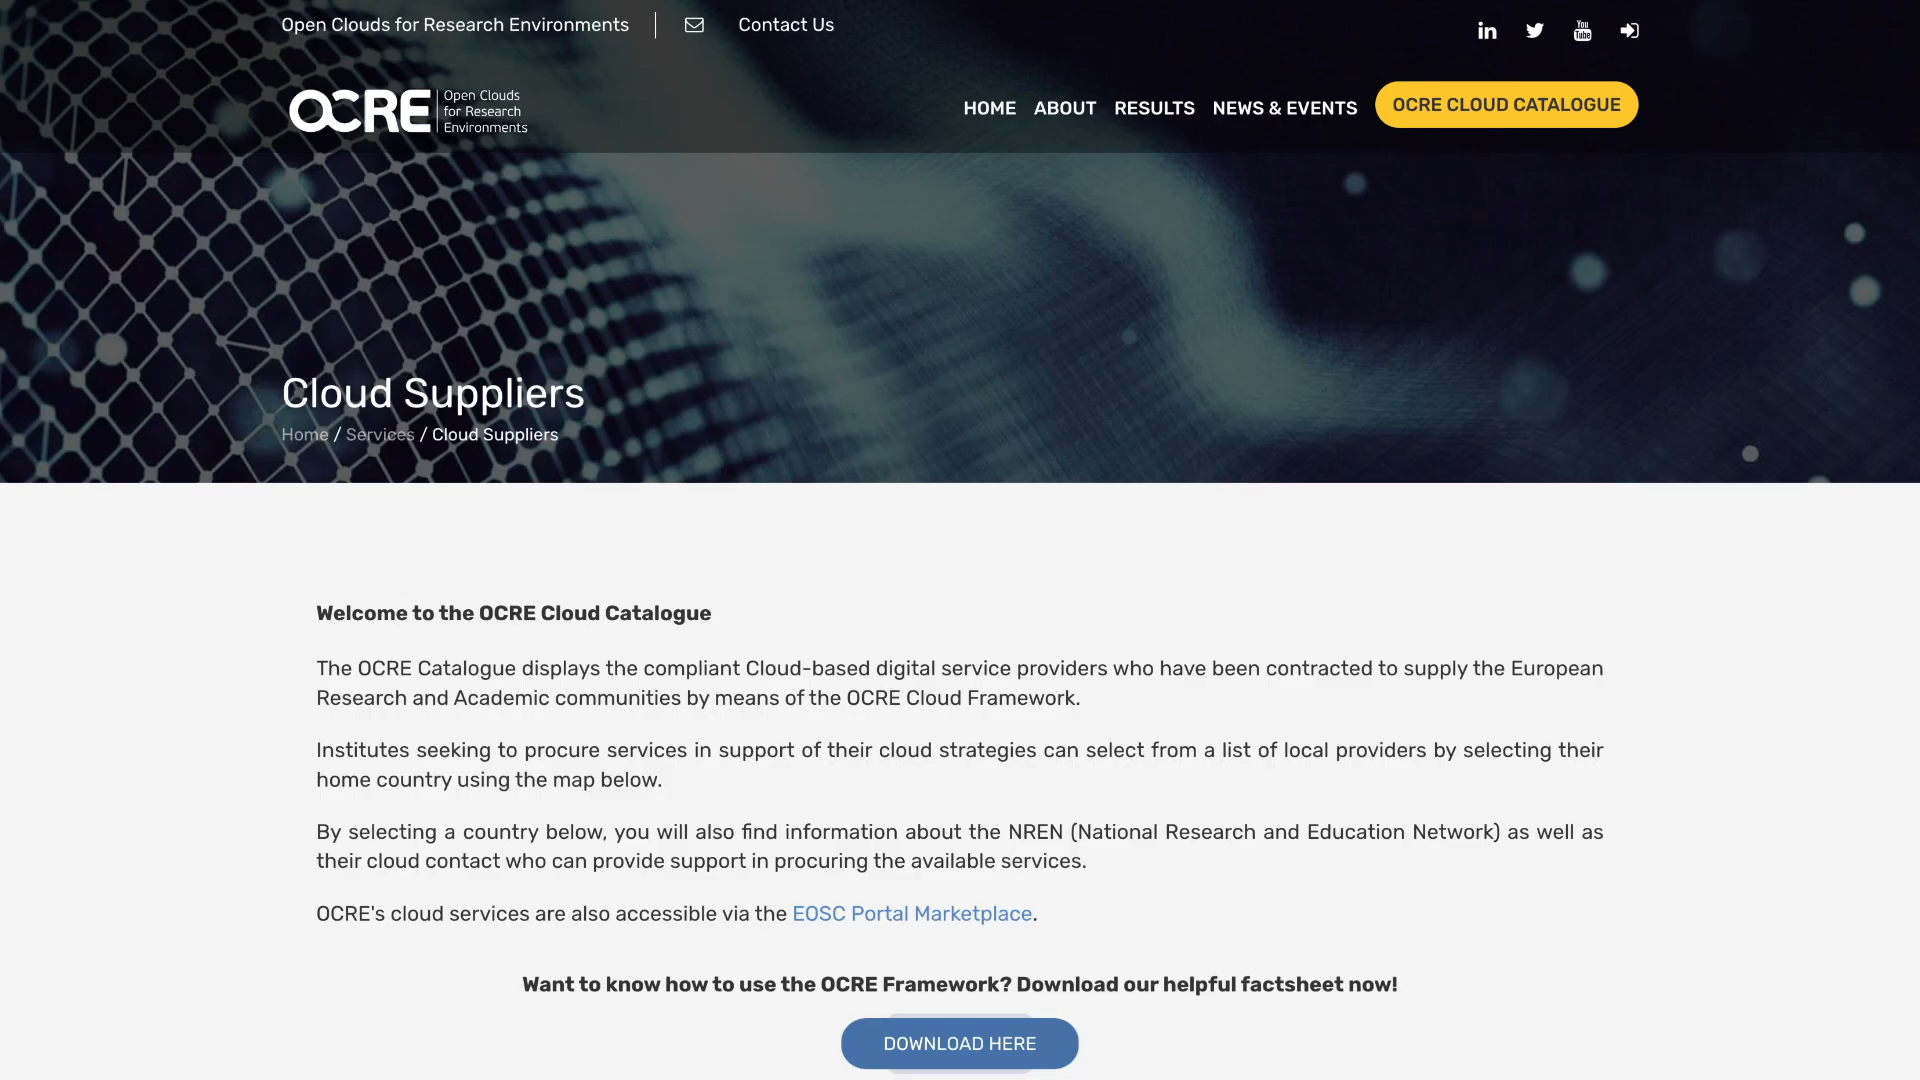 Open Clouds for Research Environments
Contact Us
You
Tube
OCRE
Open Clouds
for Research
Environments
HOME ABOUT RESULTS NEWS & EVENTS OCRE CLOUD CATALOGUE
Cloud Suppliers
Home / Services / Cloud Suppliers
Welcome to the OCRE Cloud Catalogue
The OCRE Catalogue displays the compliant Cloud-based digital service providers who have been contracted to supply the European
Research and Academic communities by means of the OCRE Cloud Framework.
Institutes seeking to procure services in support of their cloud strategies can select from a list of local providers by selecting their
home country using the map below.
By selecting a country below, you will also find information about the NREN (National Research and Education Network) as well as
their cloud contact who can provide support in procuring the available services.
OCRE's cloud services are also accessible via the EOSC Portal Marketplace.
Want to know how to use the OCRE Framework? Download our helpful factsheet now!
DOWNLOAD HERE